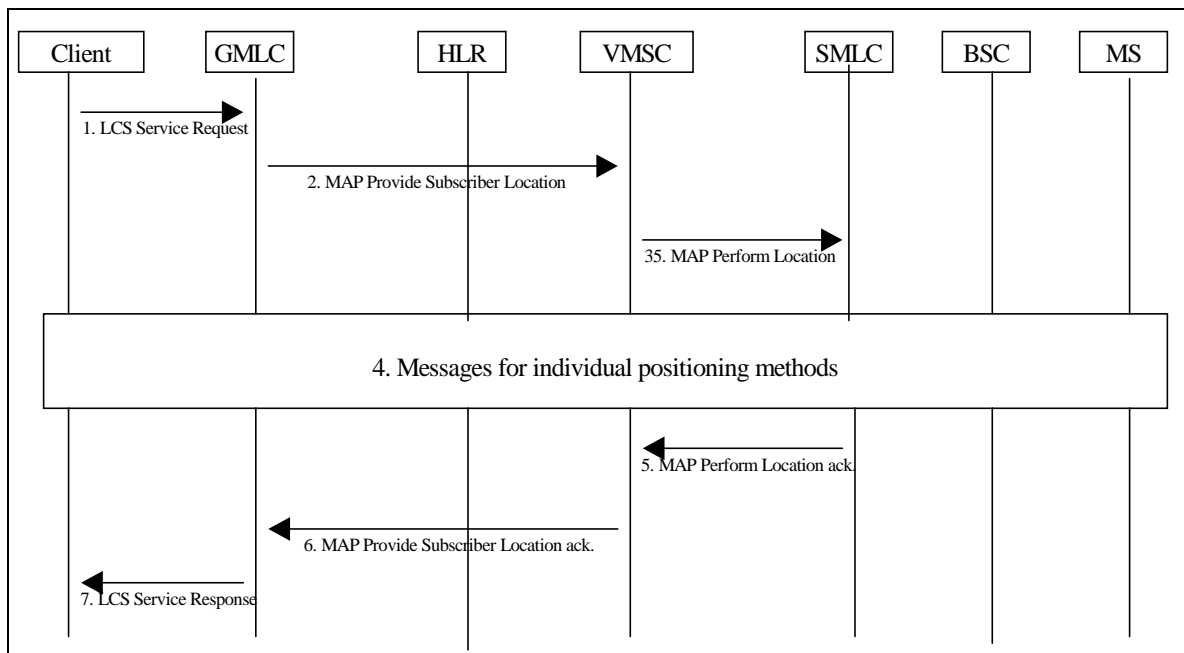 Client GMLC HLR VMSC SMLC BSC MS
1. LCS Service Request
2. MAP Provide Subscriber Location
35. MAP Perform Location
4. Messages for individual positioning methods
5. MAP Perform Location ack.
6. MAP Provide Subscriber Location ack.
7. LCS Service Response